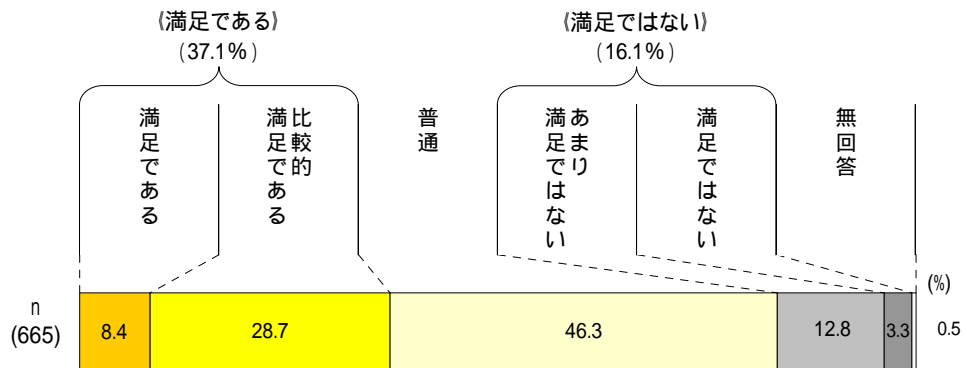 《満足である》
(37.1%)
《満足ではない》
(16.1%)
満足である
比較的
満足である
普通
あまり
満足ではない
満足ではない
無回答
(%)
n
(665)
8.4
28.7
46.3
12.8
3.3
0.5